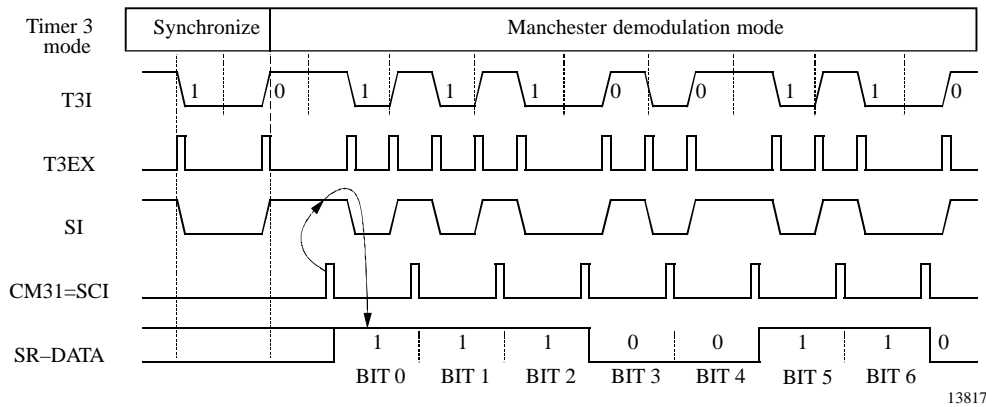 Timer 3
mode
Synchronize
Manchester demodulation mode
T3I
1 0 1 1 1 0 0 1 1 0
T3EX
SI
CM31=SCI
SR–DATA
1 1 1 0 0 1 1 0
BIT 0 BIT 1 BIT 2 BIT 3 BIT 4 BIT 5 BIT 6
13817